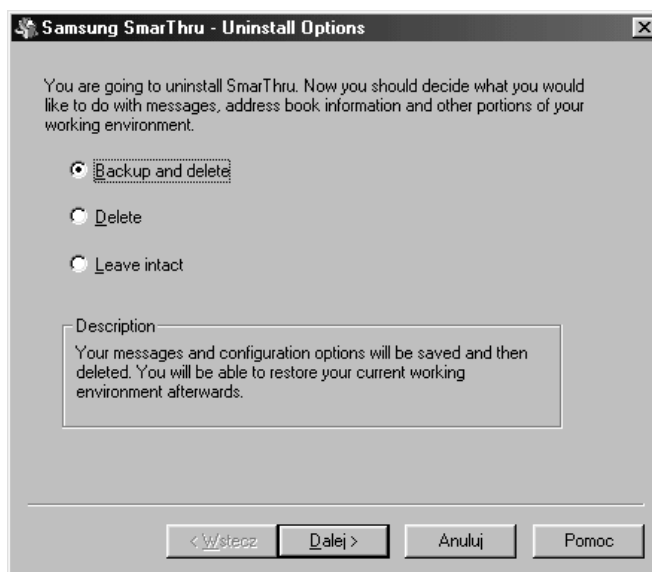 Samsung SmarThru - Uninstall Options
You are going to uninstall SmarThru. Now you should decide what you would
like to do with messages, address book information and other portions of your
working environment.
Backup and delete
Delete
Leave intact
Description
Your messages and configuration options will be saved and then
deleted. You will be able to restore your current working
environment afterwards.
< Wstecz Dalej > Anuluj Pomoc